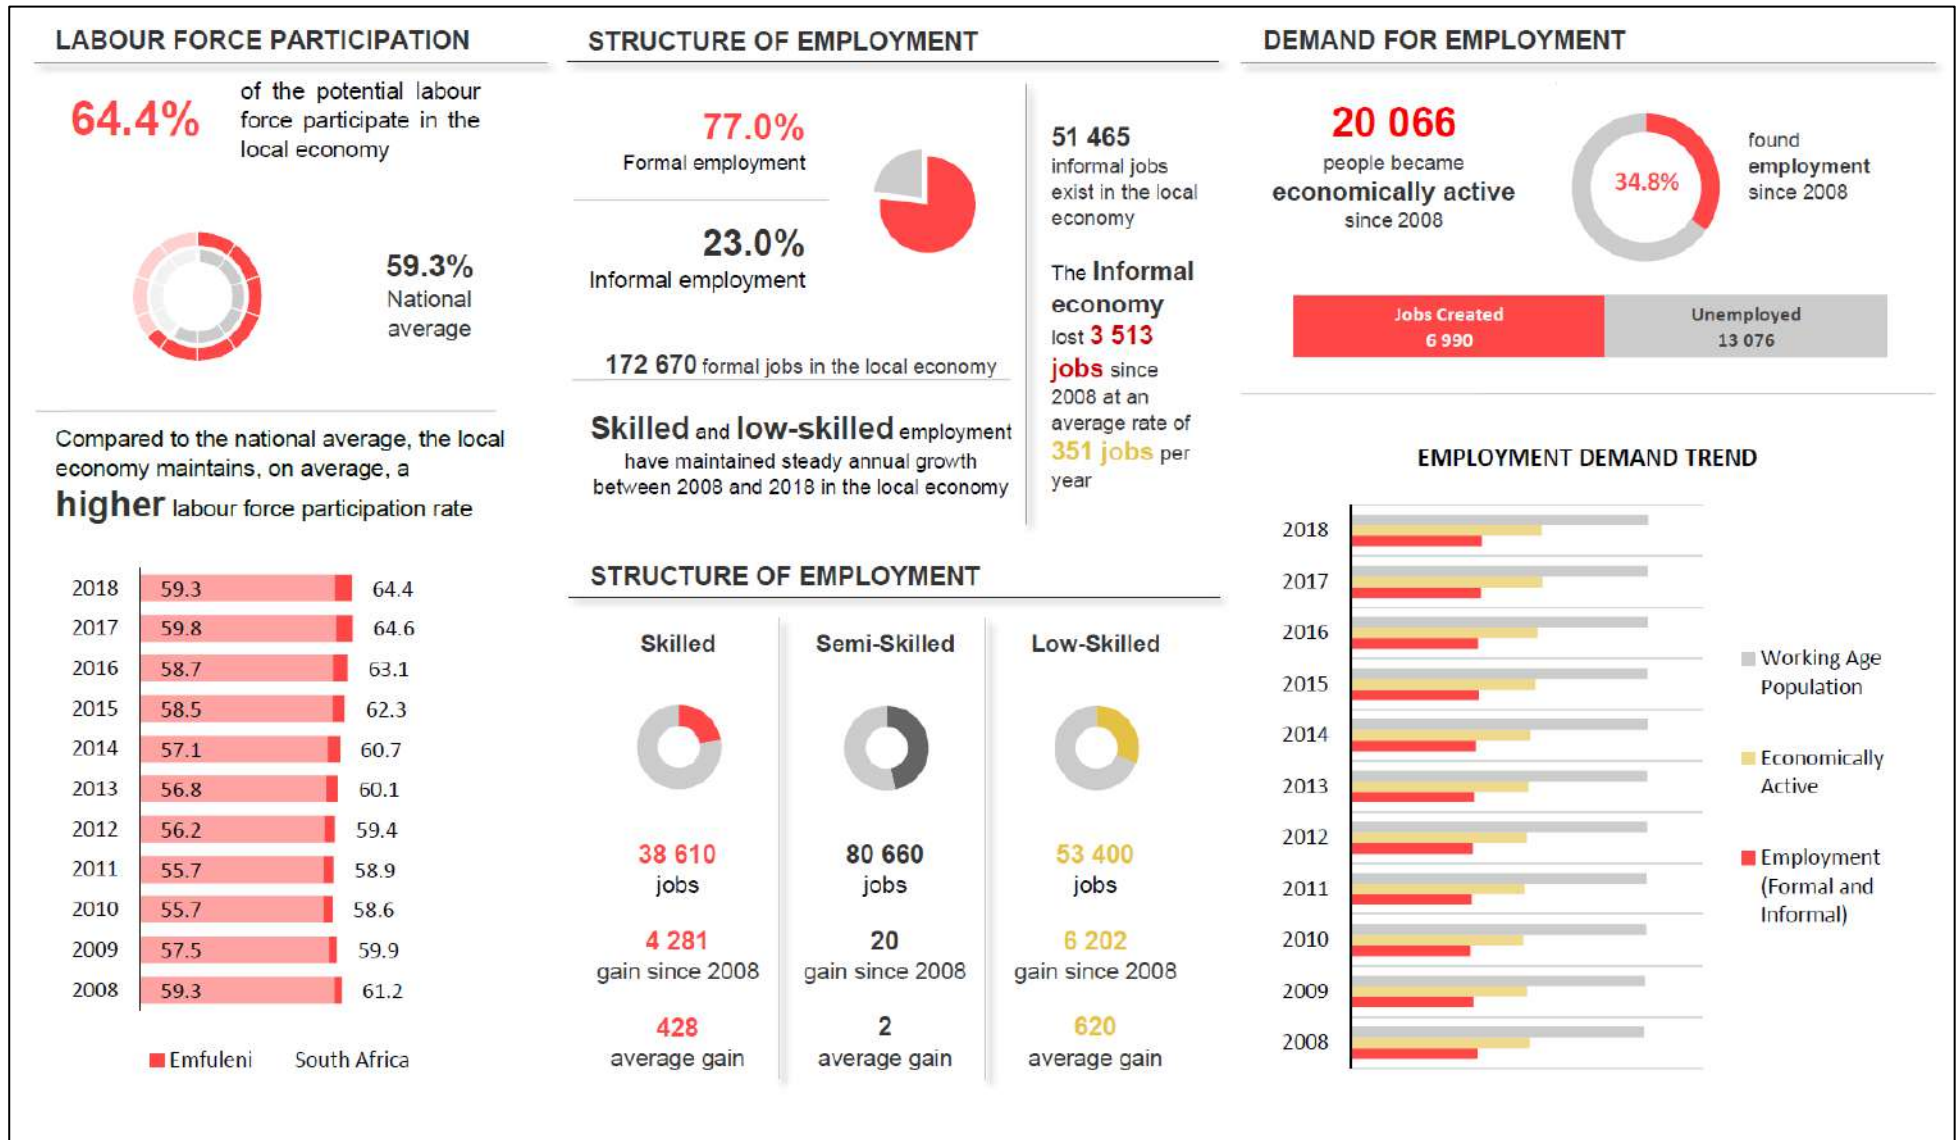 LABOUR FORCE PARTICIPATION
64.4%
of the potential labour
force participate in the
local economy
59.3%
National
average
Compared to the national average, the local
economy maintains, on average, a
higher labour force participation rate
2018 59.3 64.4
2017 59.8 64.6
2016 58.7 63.1
2015 58.5 62.3
2014 57.1 60.7
2013 56.8 60.1
2012 56.2 59.4
2011 55.7 58.9
2010 55.7 58.6
2009 57.5 59.9
2008 59.3 61.2
Emfuleni South Africa
STRUCTURE OF EMPLOYMENT
77.0%
Formal employment
23.0%
Informal employment
172 670 formal jobs in the local economy
Skilled and low-skilled employment
have maintained steady annual growth
between 2008 and 2018 in the local economy
51 465
informal jobs
exist in the local
economy
The Informal
economy
lost 3 513
jobs since
2008 at an
average rate of
351 jobs per
year
STRUCTURE OF EMPLOYMENT
Skilled
38 610
jobs
4 281
gain since 2008
428
average gain
Semi-Skilled
80 660
jobs
20
gain since 2008
2
average gain
Low-Skilled
53 400
jobs
6 202
gain since 2008
620
average gain
DEMAND FOR EMPLOYMENT
20 066
people became
economically active
since 2008
34.8%
found
employment
since 2008
Jobs Created
6 990
Unemployed
13 076
EMPLOYMENT DEMAND TREND
2018
2017
2016
2015
2014
2013
2012
2011
2010
2009
2008
Working Age
Population
Economically
Active
Employment
(Formal and
Informal)